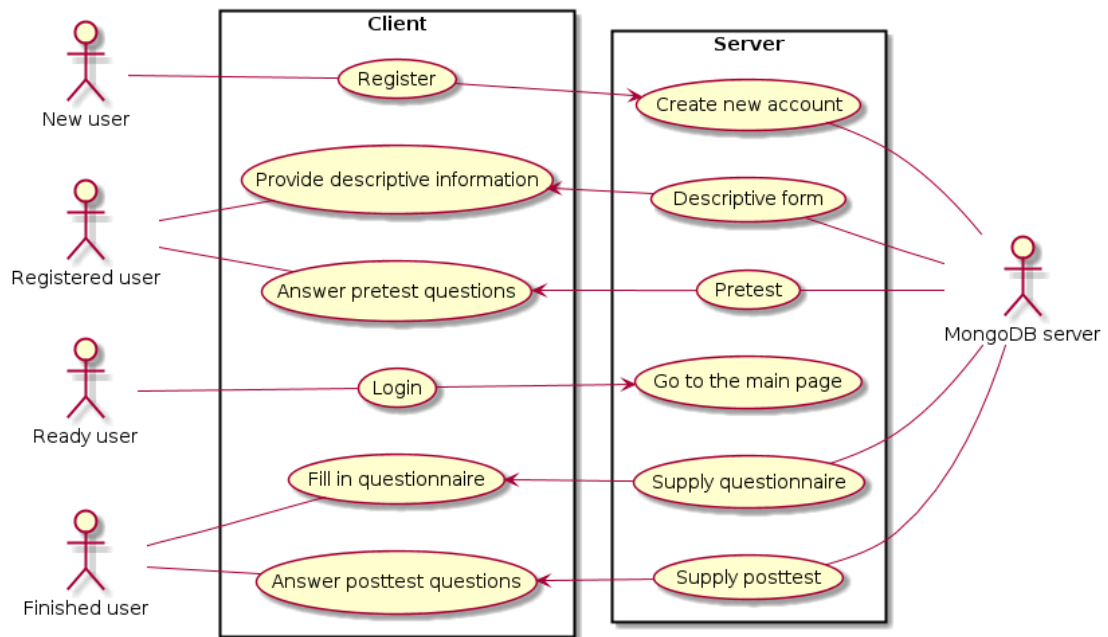 Client
Server
New user
Register
Create new account
Registered user
Provide descriptive information
Descriptive form
Answer pretest questions
Pretest
MongoDB server
Ready user
Login
Go to the main page
Finished user
Fill in questionnaire
Supply questionnaire
Answer posttest questions
Supply posttest